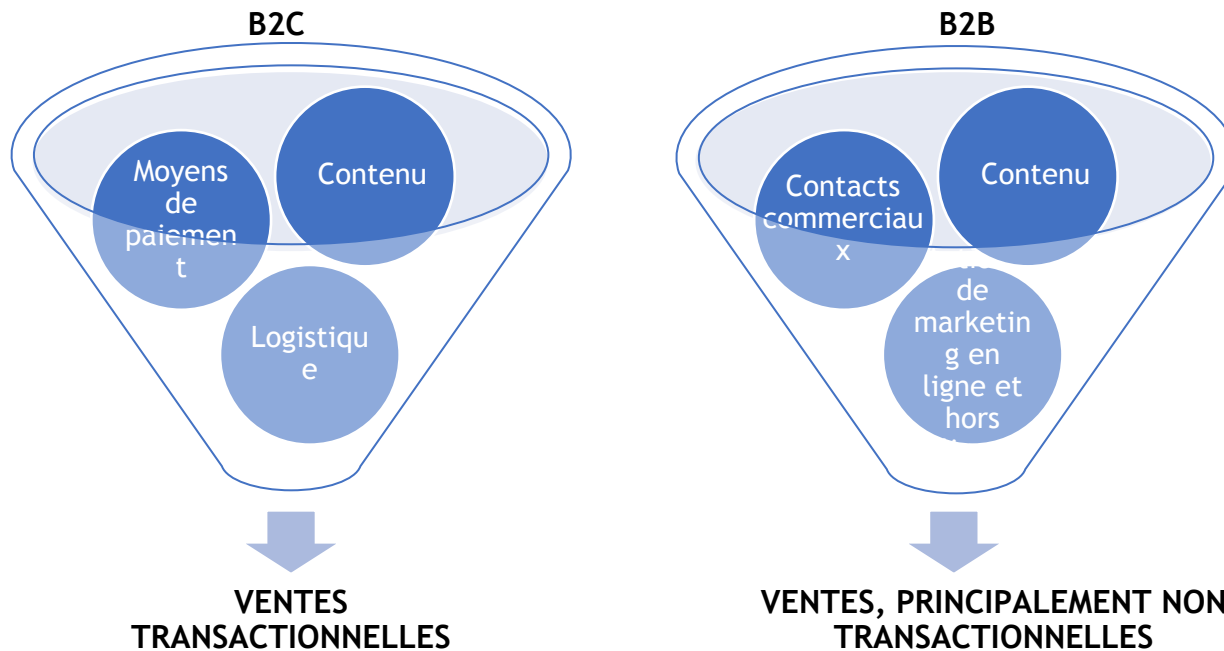 B2C
Moyens
de
paiemen
t
Contenu
Logistiqu
e
VENTES
TRANSACTIONNELLES
B2B
Contacts
commerciau
x
Contenu
de
marketin
g en
ligne et
hors
VENTES, PRINCIPALEMENT NON
TRANSACTIONNELLES